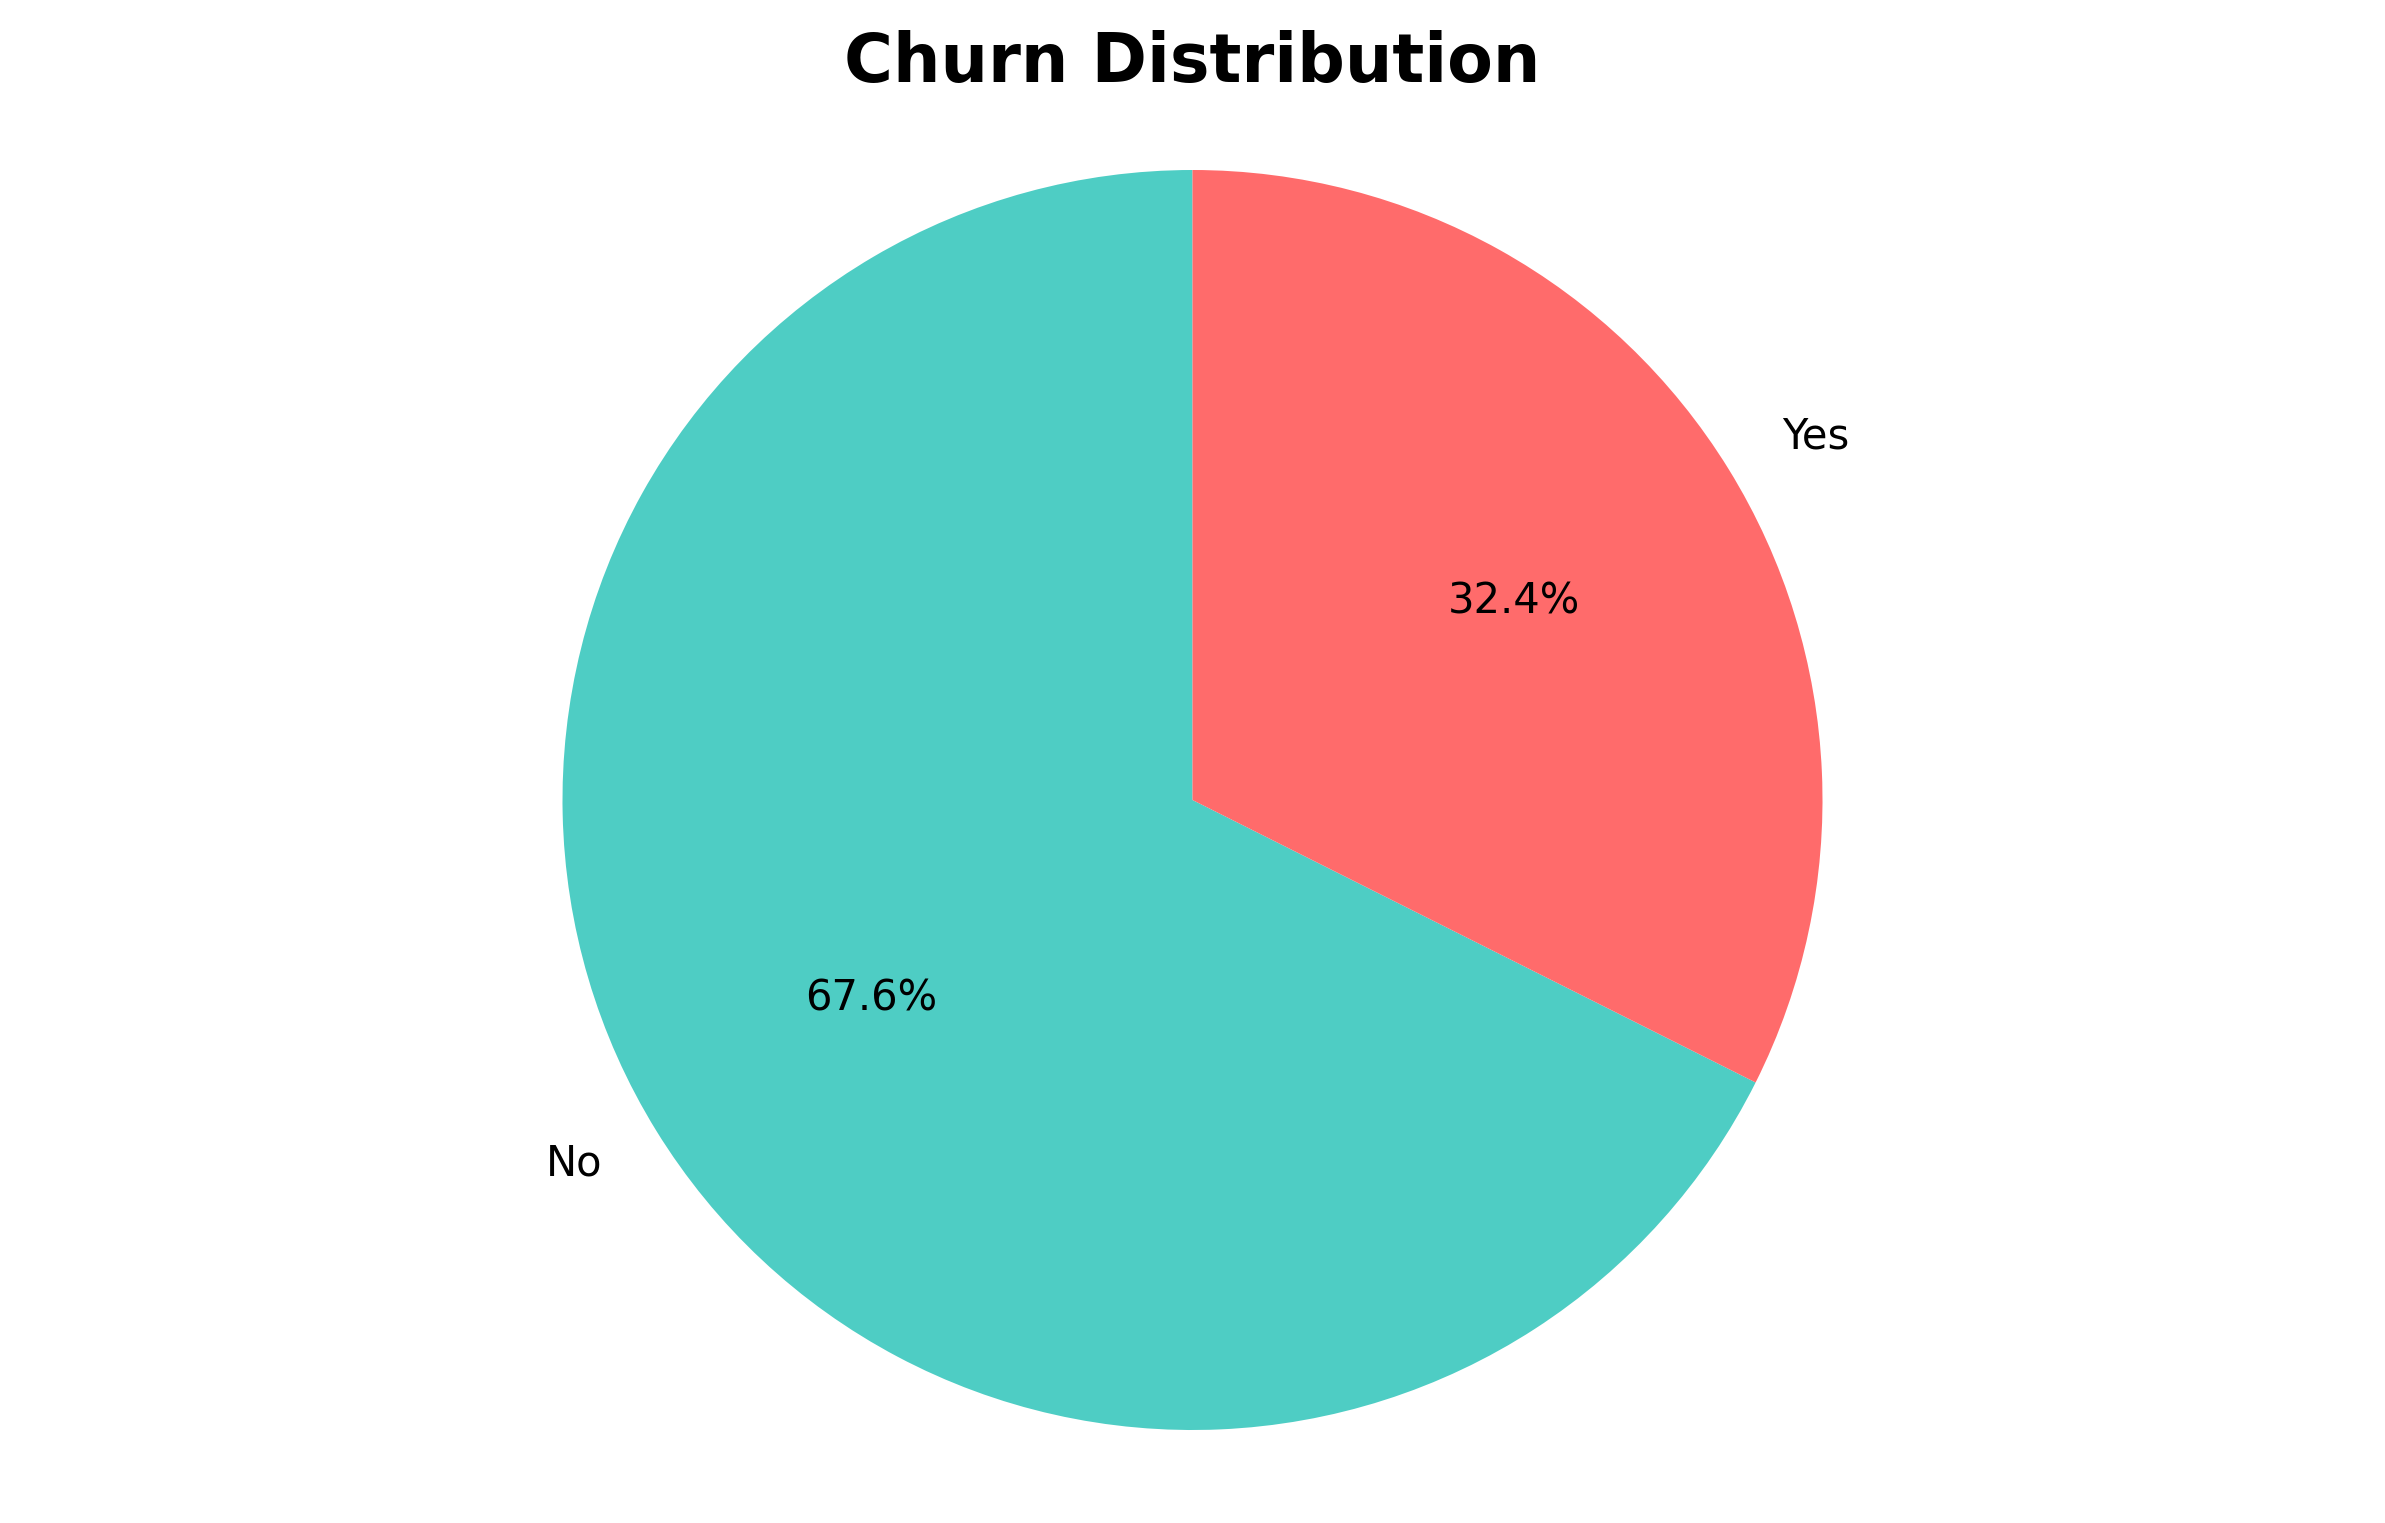 Churn Distribution
Yes
32.4%
67.6%
No